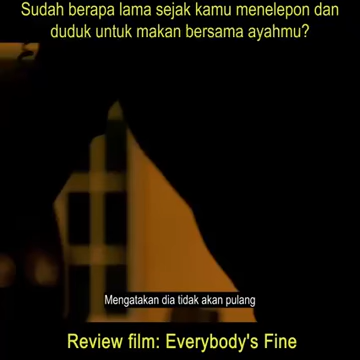 Sudah berapa lama sejak kamu menelepon dan
duduk untuk makan bersama ayahmu?
Mengatakan dia tidak akan pulang
Review film: Everybody's Fine